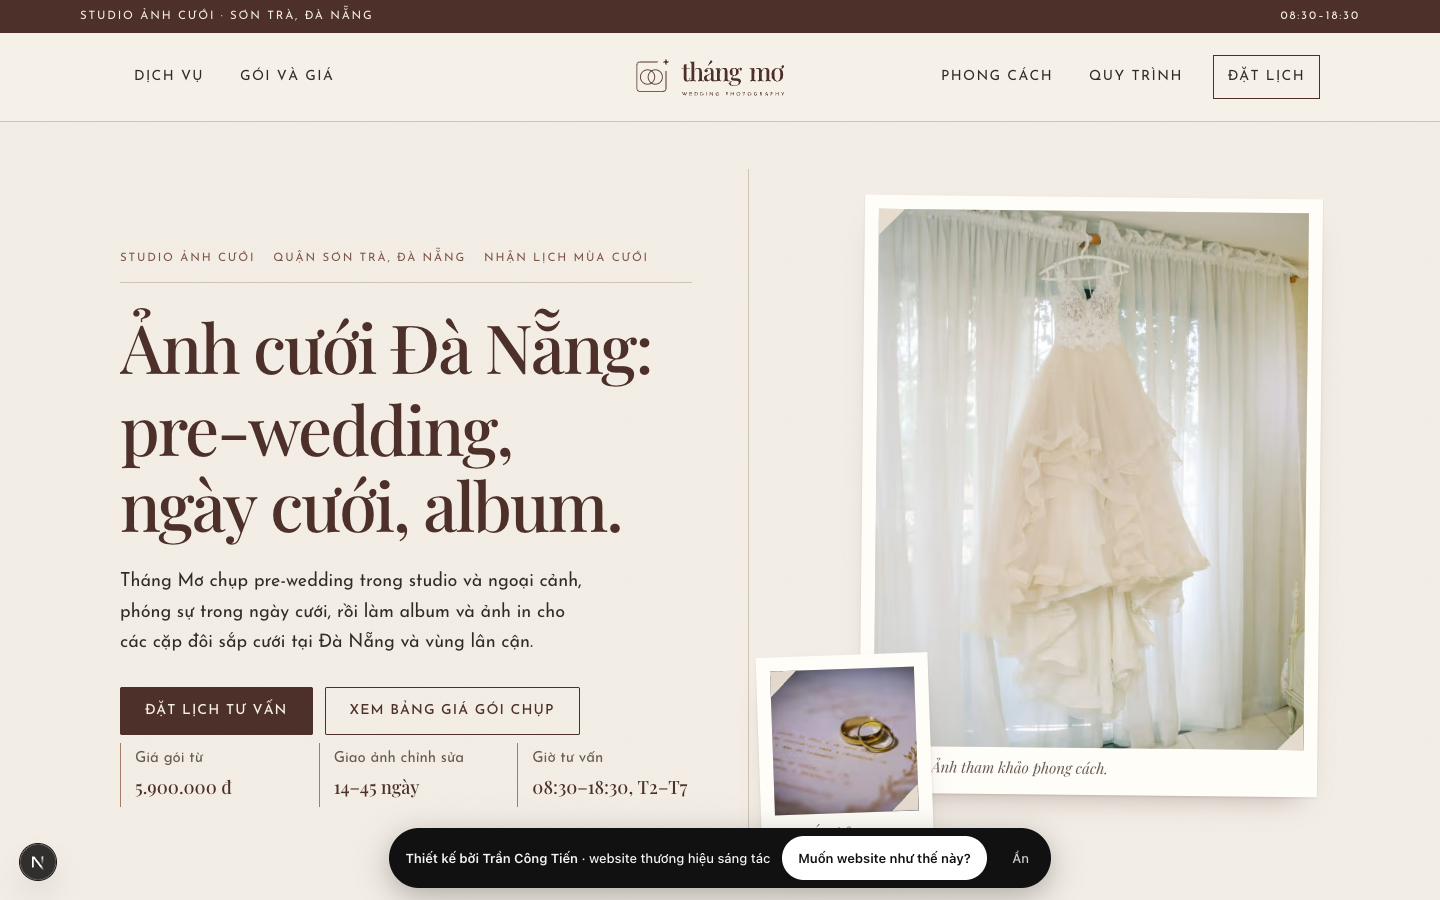 STUDIO ẢNH CƯỚI · SƠN TRÀ, ĐÀ NẴNG
08:30–18:30
DỊCH VỤ
GÓI VÀ GIÁ
tháng mơ
WEDDING PHOTOGRAPHY
PHONG CÁCH
QUY TRÌNH
ĐẶT LỊCH
STUDIO ẢNH CƯỚI
QUẬN SƠN TRÀ, ĐÀ NẴNG
NHẬN LỊCH MÙA CƯỚI
Ảnh cưới Đà Nẵng:
pre-wedding,
ngày cưới, album.
Tháng Mơ chụp pre-wedding trong studio và ngoại cảnh,
phóng sự trong ngày cưới, rồi làm album và ảnh in cho
các cặp đôi sắp cưới tại Đà Nẵng và vùng lân cận.
ĐẶT LỊCH TƯ VẤN
XEM BẢNG GIÁ GÓI CHỤP
Giá gói từ
5.900.000 đ
Giao ảnh chỉnh sửa
14–45 ngày
Giờ tư vấn
08:30–18:30, T2–T7
Ảnh tham khảo phong cách.
Thiết kế bởi Trần Công Tiến · website thương hiệu sáng tác
Muốn website như thế này?
Ẩn
N